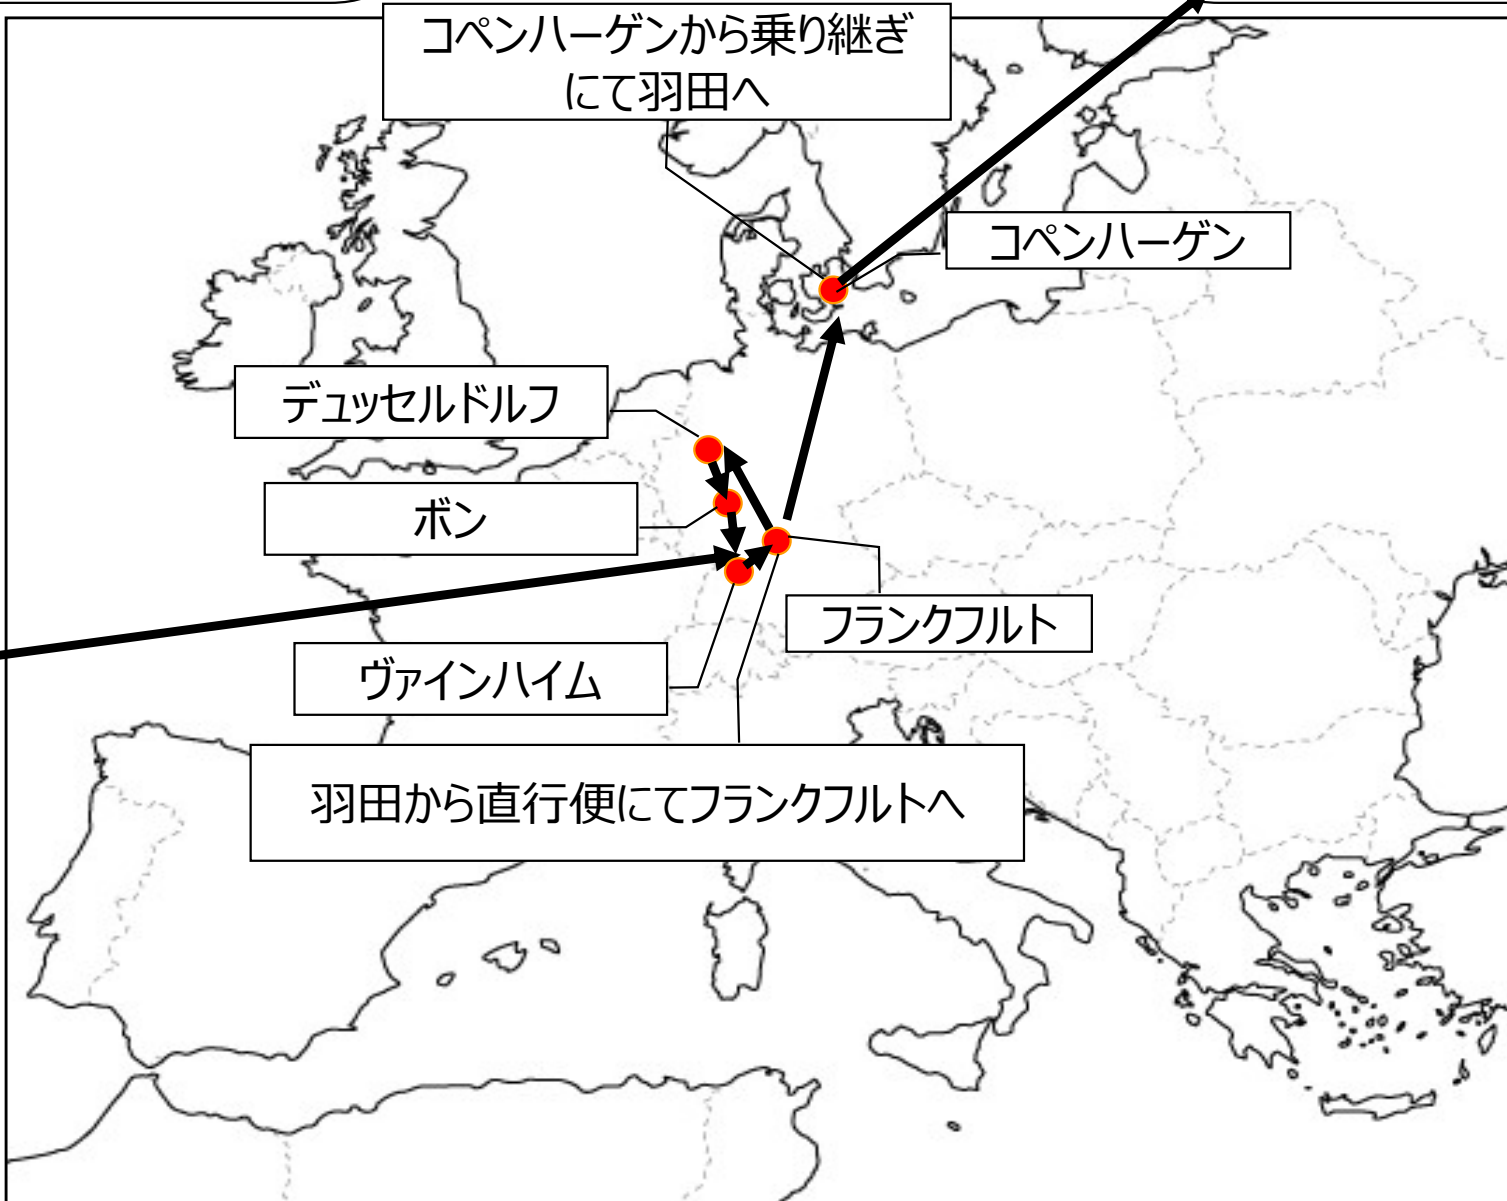 コペンハーゲンから乗り継ぎ
にて羽田へ
コペンハーゲン
デュッセルドルフ
ボン
フランクフルト
ヴァインハイム
羽田から直行便にてフランクフルトへ